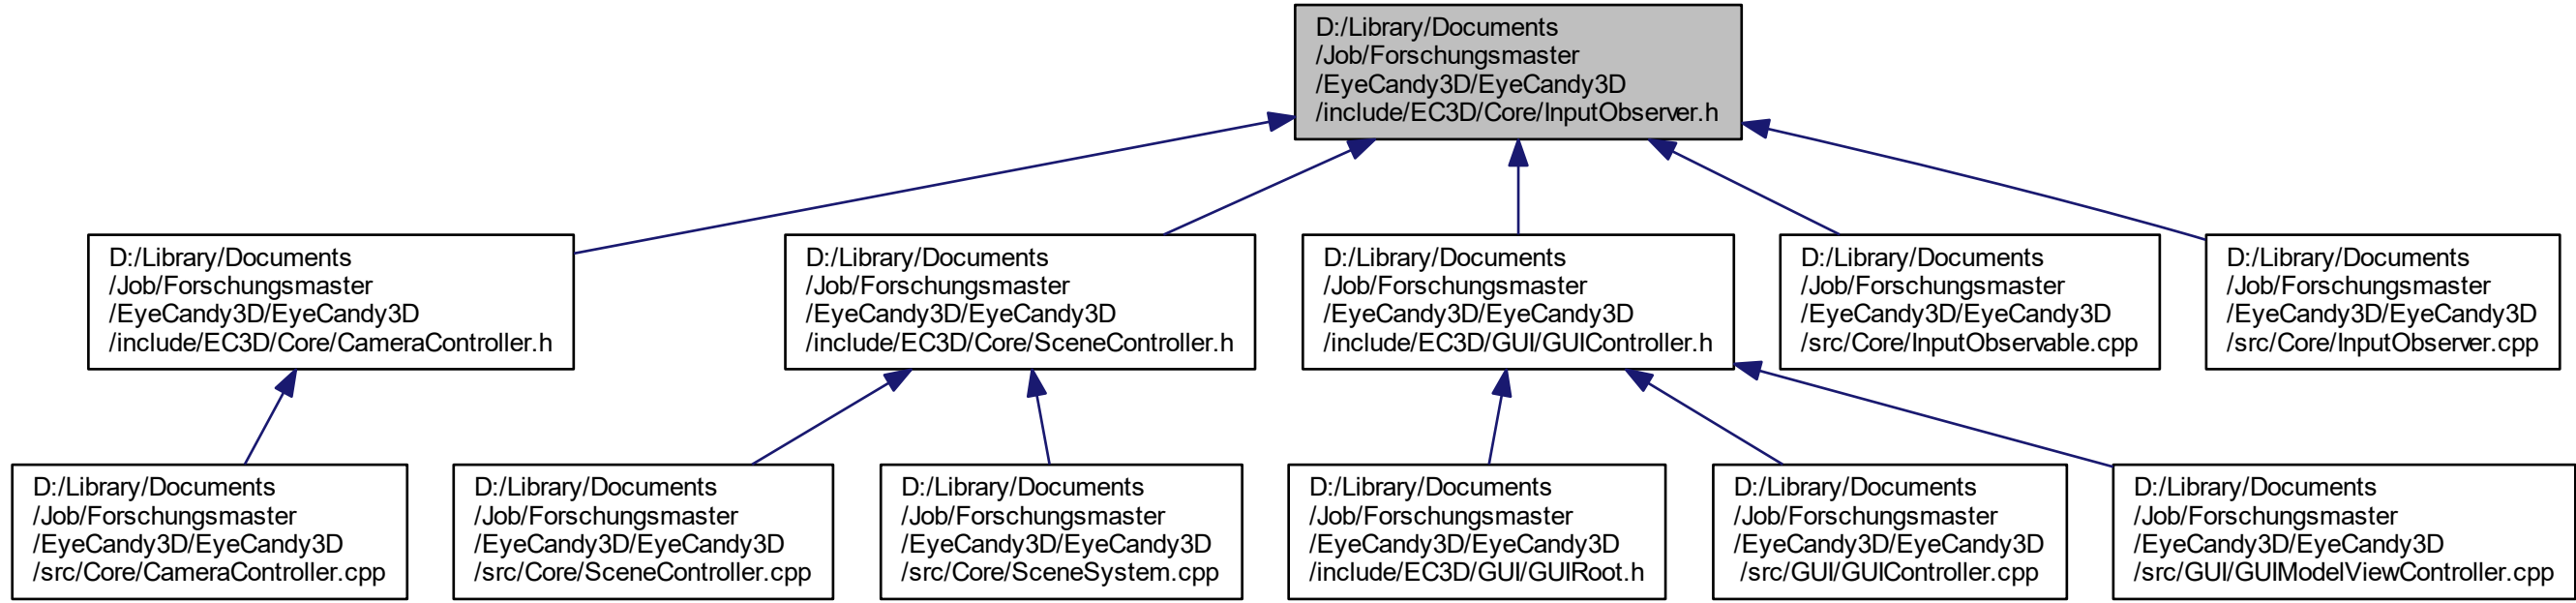 D:/Library/Documents
/Job/Forschungsmaster
/EyeCandy3D/EyeCandy3D
/include/EC3D/Core/InputObserver.h
D:/Library/Documents
/Job/Forschungsmaster
/EyeCandy3D/EyeCandy3D
/include/EC3D/Core/CameraController.h
D:/Library/Documents
/Job/Forschungsmaster
/EyeCandy3D/EyeCandy3D
/include/EC3D/Core/SceneController.h
D:/Library/Documents
/Job/Forschungsmaster
/EyeCandy3D/EyeCandy3D
/include/EC3D/GUI/GUIController.h
D:/Library/Documents
/Job/Forschungsmaster
/EyeCandy3D/EyeCandy3D
/src/Core/InputObservable.cpp
D:/Library/Documents
/Job/Forschungsmaster
/EyeCandy3D/EyeCandy3D
/src/Core/InputObserver.cpp
D:/Library/Documents
/Job/Forschungsmaster
/EyeCandy3D/EyeCandy3D
/src/Core/CameraController.cpp
D:/Library/Documents
/Job/Forschungsmaster
/EyeCandy3D/EyeCandy3D
/src/Core/SceneController.cpp
D:/Library/Documents
/Job/Forschungsmaster
/EyeCandy3D/EyeCandy3D
/src/Core/SceneSystem.cpp
D:/Library/Documents
/Job/Forschungsmaster
/EyeCandy3D/EyeCandy3D
/include/EC3D/GUI/GUIRoot.h
D:/Library/Documents
/Job/Forschungsmaster
/EyeCandy3D/EyeCandy3D
/src/GUI/GUIController.cpp
D:/Library/Documents
/Job/Forschungsmaster
/EyeCandy3D/EyeCandy3D
/src/GUI/GUIModelViewController.cpp